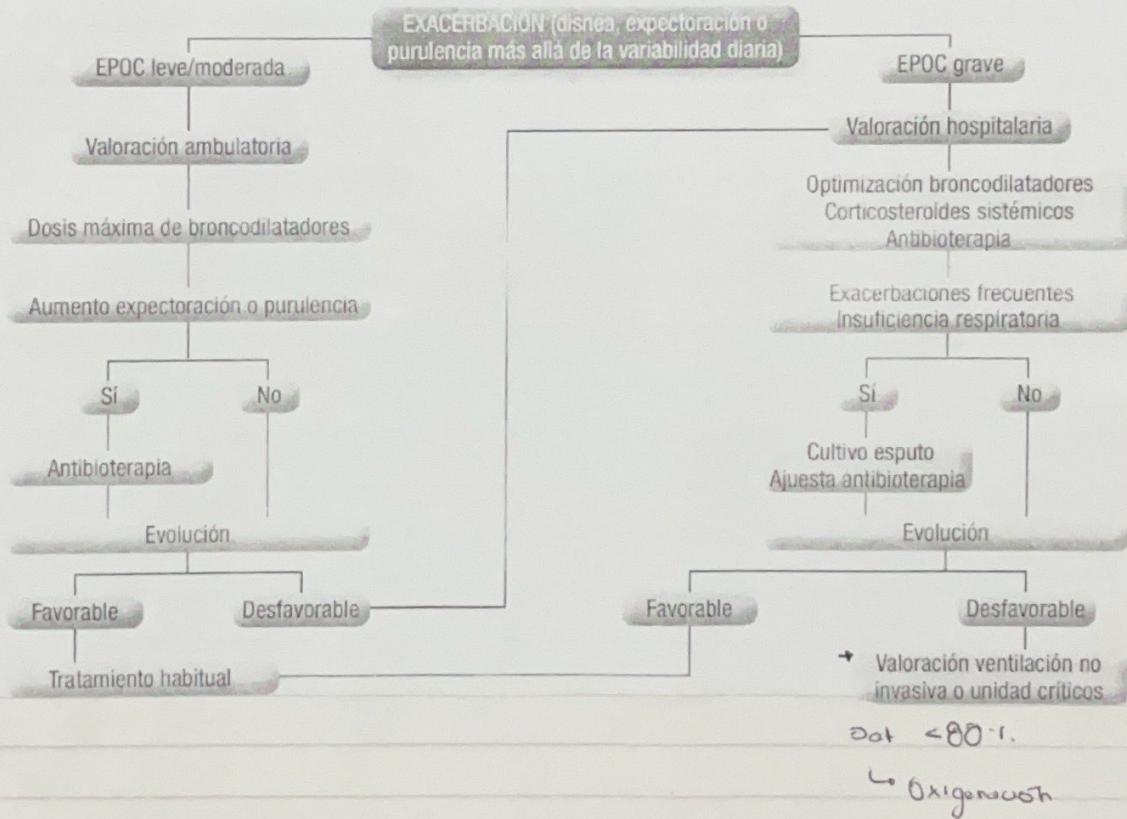 EXACERBACIÓN (disnea, expectoración o
purulencia más allá de la variabilidad diaria)
EPOC leve/moderada
Valoración ambulatoria
Dosis máxima de broncodilatadores
Aumento expectoración o purulencia
Sí
No
Antibioterapia
Evolución
Favorable
Desfavorable
Tratamiento habitual
EPOC grave
Valoración hospitalaria
Optimización broncodilatadores
Corticosteroides sistémicos
Antibioterapia
Exacerbaciones frecuentes
Insuficiencia respiratoria
Sí
No
Cultivo esputo
Ajuesta antibioterapia
Evolución
Favorable
Desfavorable
Valoración ventilación no
invasiva o unidad críticos
Sat <80%.
↳ Oxigenación